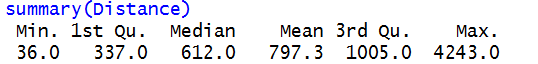 summary(Distance)
Min. 1st Qu. Median Mean 3rd Qu. Max.
36.0 337.0 612.0 797.3 1005.0 4243.0